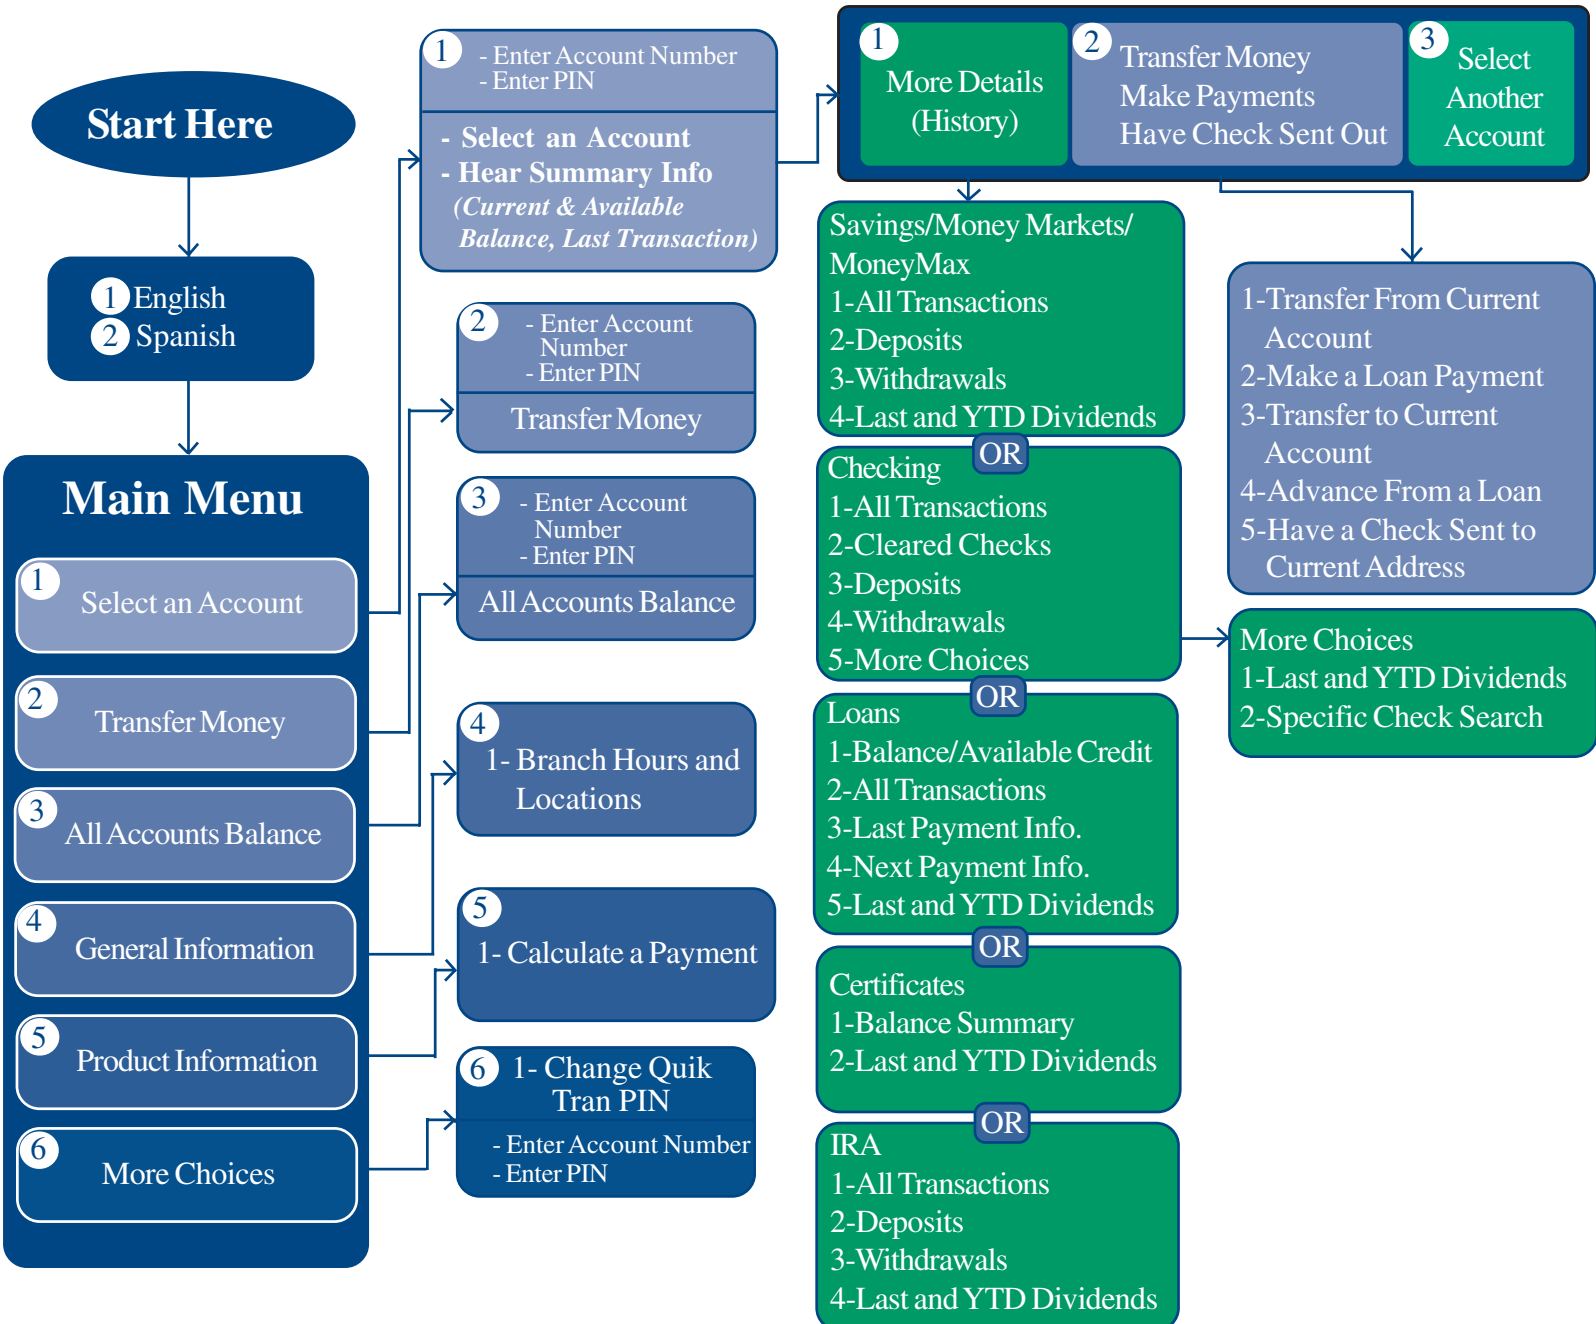 Start Here
1 English
2 Spanish
Main Menu
1
Select an Account
2
Transfer Money
3
All Accounts Balance
4
General Information
5
Product Information
6
More Choices
1
- Enter Account Number
- Enter PIN
- Select an Account
- Hear Summary Info
(Current & Available
Balance, Last Transaction)
2
- Enter Account
Number
- Enter PIN
Transfer Money
3
- Enter Account
Number
- Enter PIN
All Accounts Balance
4
1- Branch Hours and
Locations
5
1- Calculate a Payment
6
1- Change Quik
Tran PIN
- Enter Account Number
- Enter PIN
1
More Details
(History)
2
Transfer Money
Make Payments
Have Check Sent Out
3
Select
Another
Account
Savings/Money Markets/
MoneyMax
1-All Transactions
2-Deposits
3-Withdrawals
4-Last and YTD Dividends
OR
Checking
1-All Transactions
2-Cleared Checks
3-Deposits
4-Withdrawals
5-More Choices
OR
Loans
1-Balance/Available Credit
2-All Transactions
3-Last Payment Info.
4-Next Payment Info.
5-Last and YTD Dividends
OR
Certificates
1-Balance Summary
2-Last and YTD Dividends
OR
IRA
1-All Transactions
2-Deposits
3-Withdrawals
4-Last and YTD Dividends
1-Transfer From Current
Account
2-Make a Loan Payment
3-Transfer to Current
Account
4-Advance From a Loan
5-Have a Check Sent to
Current Address
More Choices
1-Last and YTD Dividends
2-Specific Check Search